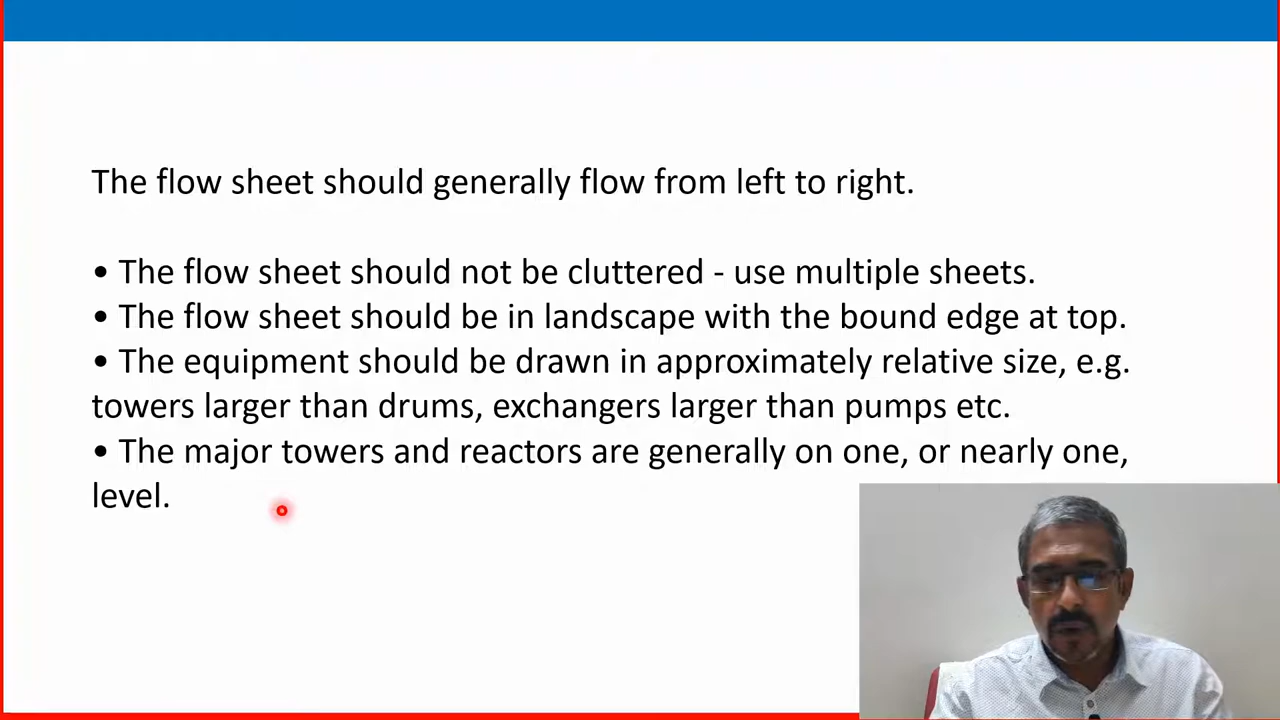 The flow sheet should generally flow from left to right.
• The flow sheet should not be cluttered - use multiple sheets.
• The flow sheet should be in landscape with the bound edge at top.
• The equipment should be drawn in approximately relative size, e.g.
towers larger than drums, exchangers larger than pumps etc.
• The major towers and reactors are generally on one, or nearly one,
level.